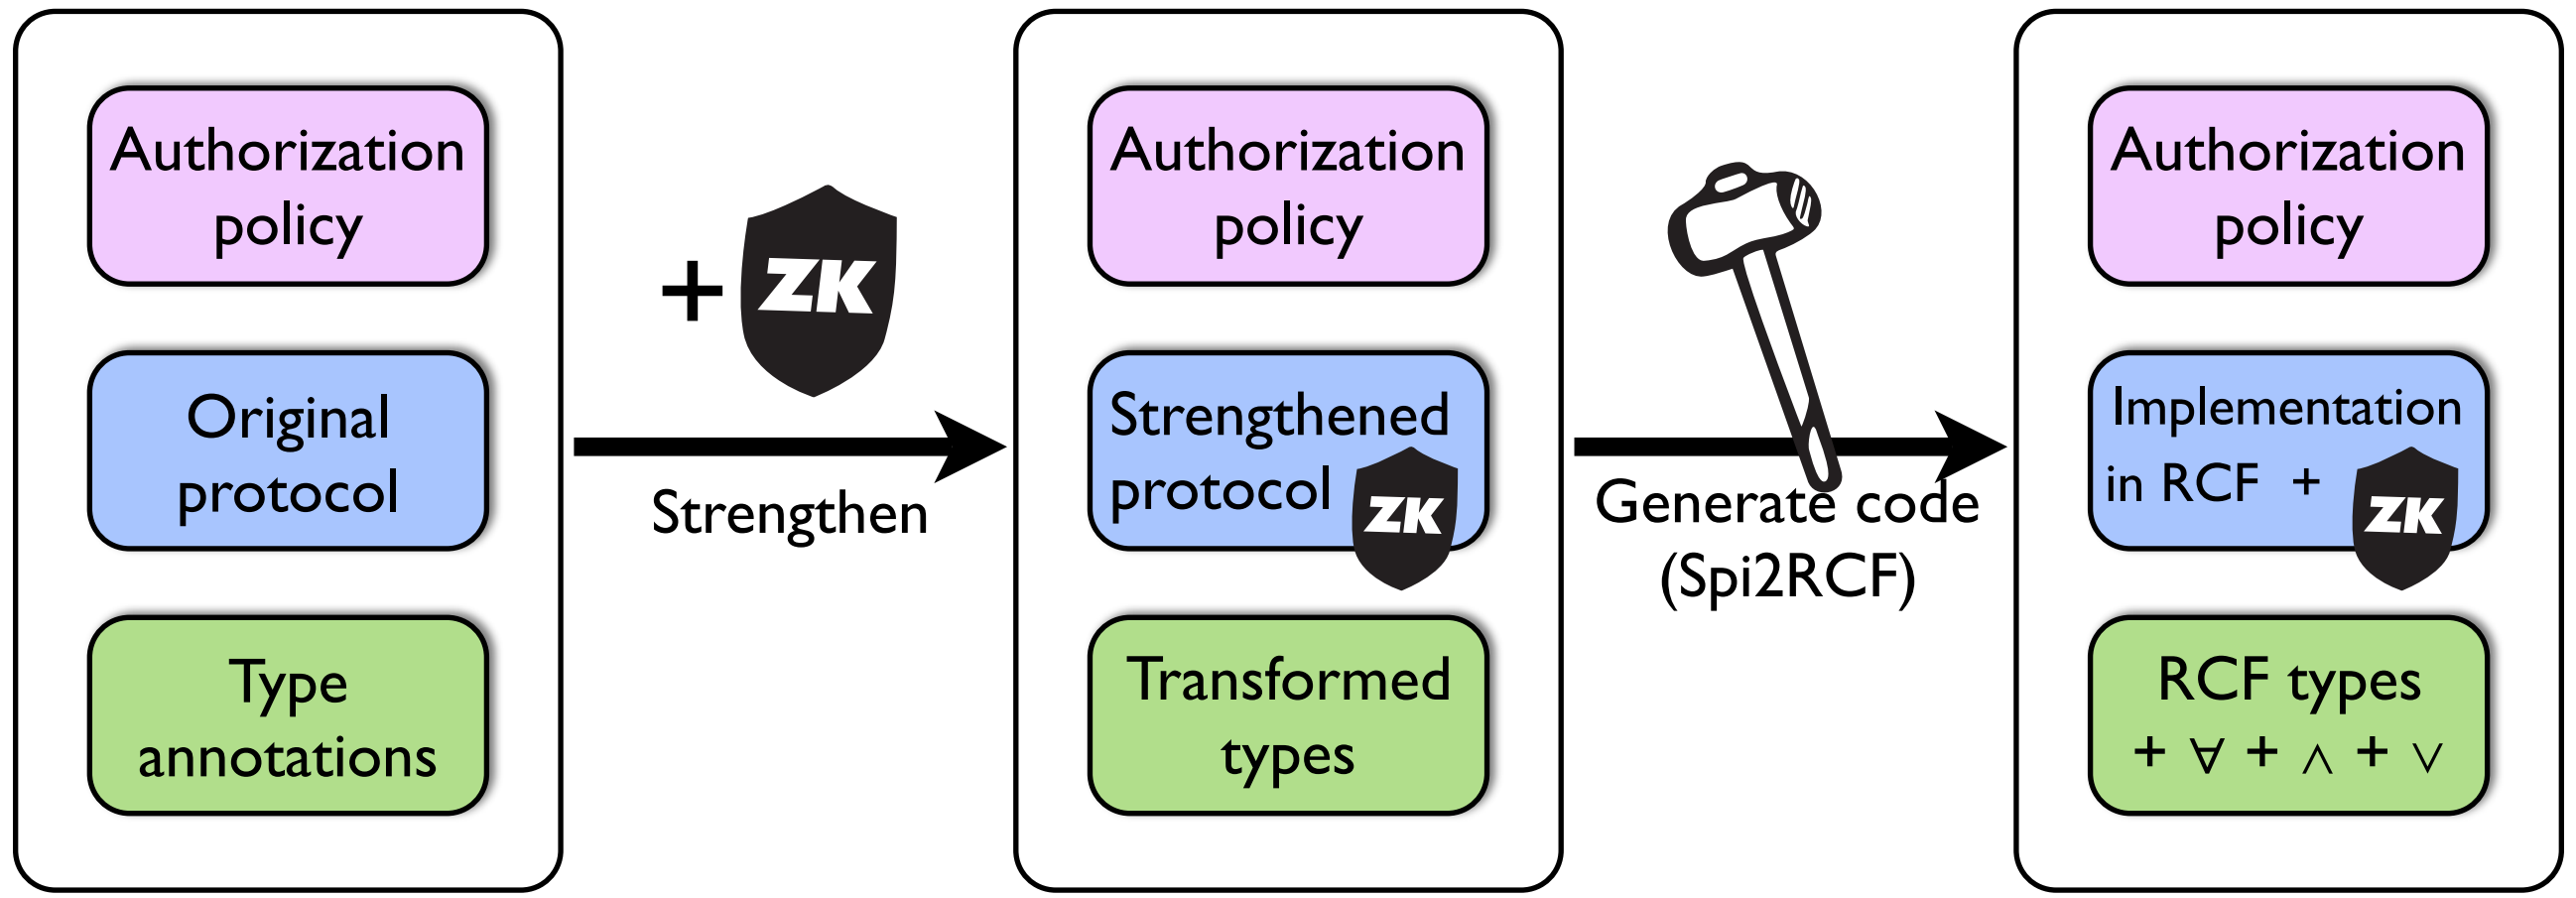 Authorization
policy
Original
protocol
Type
annotations
+ ZK
Strengthen
Authorization
policy
Strengthened
protocol
ZK
Transformed
types
Generate code
(Spi2RCF)
Authorization
policy
Implementation
in RCF +
ZK
RCF types
+ ∀ + ∧ + ∨